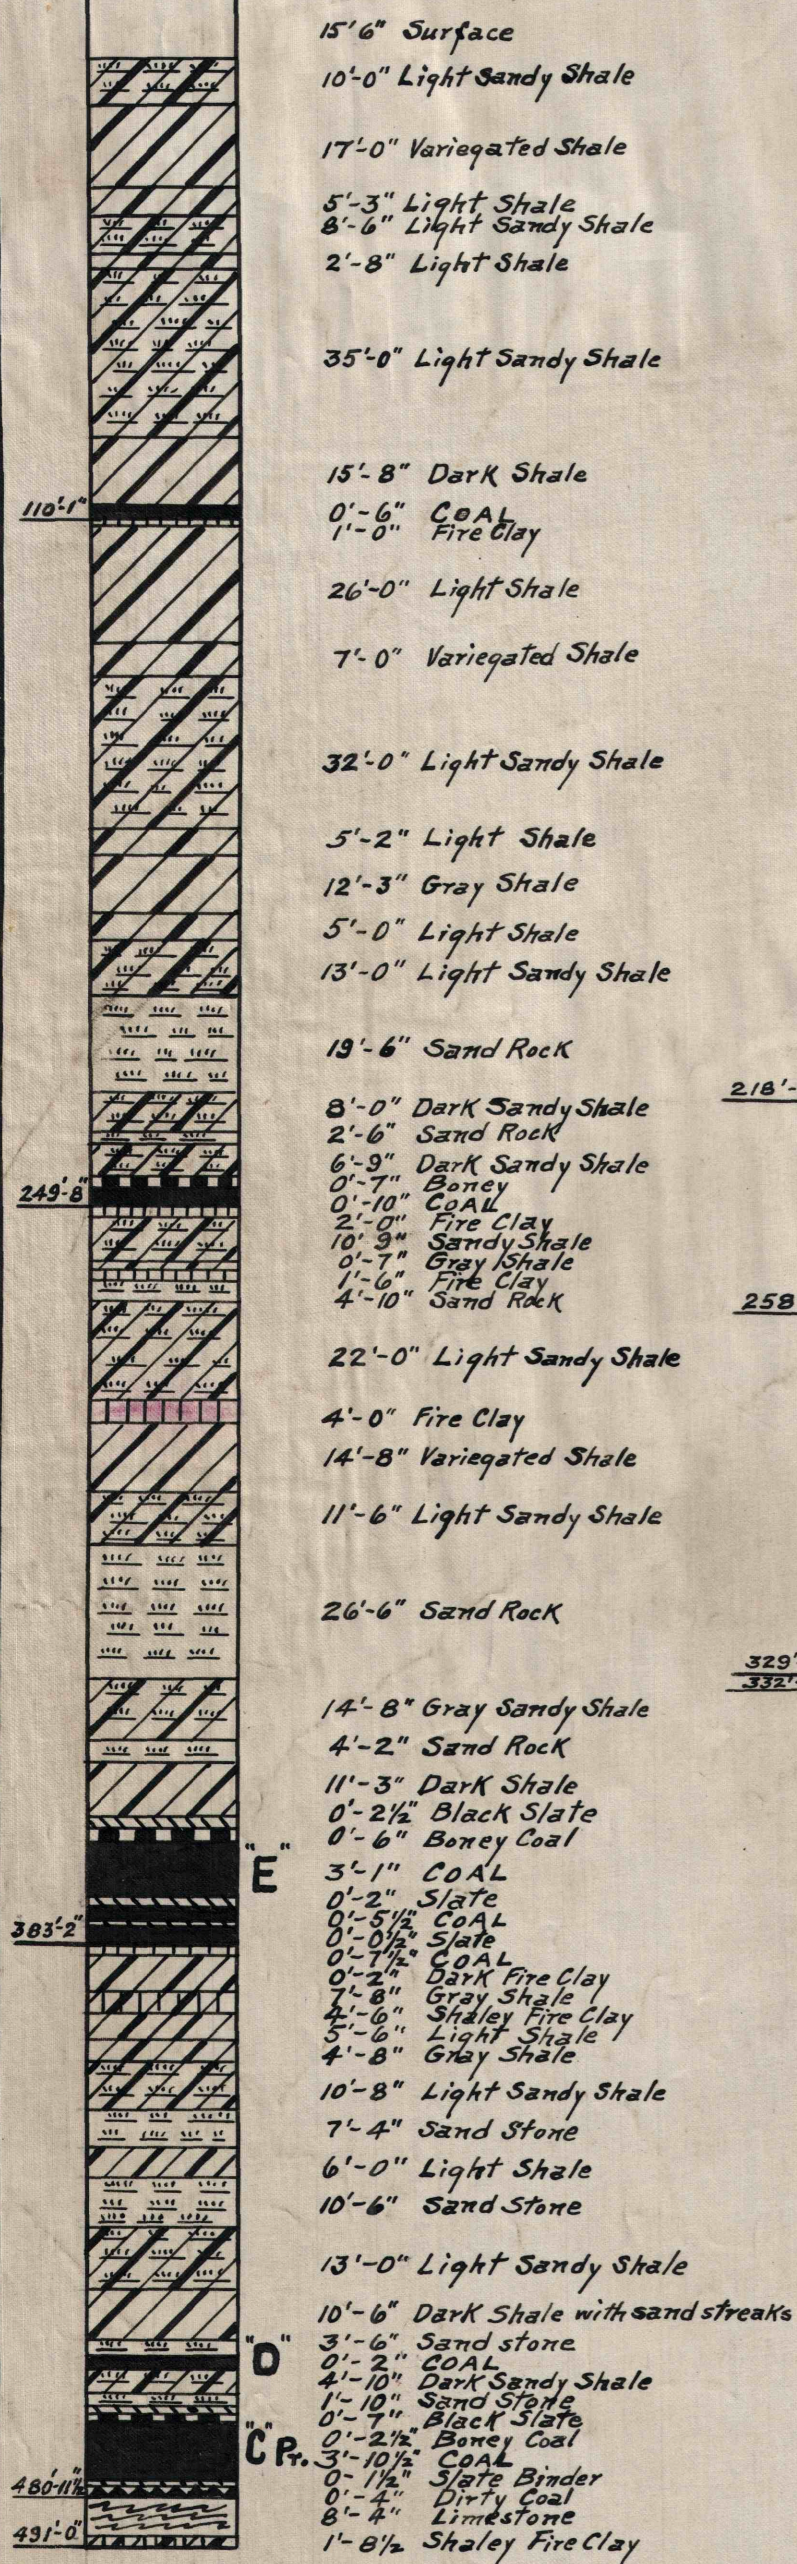 15'6" Surface
10'-0" Light Sandy Shale
17'-0" Variegated Shale
5'-3" Light Shale
8'-6" Light Sandy Shale
2'-8" Light Shale
35'-0" Light Sandy Shale
15'-8" Dark Shale
110'-1"
0'-6" COAL
1'-0" Fire Clay
26'-0" Light Shale
7'-0" Variegated Shale
32'-0" Light Sandy Shale
5'-2" Light Shale
12'-3" Gray Shale
5'-0" Light Shale
13'-0" Light Sandy Shale
19'-6" Sand Rock
218'-
8'-0" Dark Sandy Shale
2'-6" Sand Rock
6'-9" Dark Sandy Shale
0'-7" Boney
249'-8"
0'-10" COAL
2'-0" Fire Clay
10'9" Sandy Shale
0'-7" Gray Shale
1'-6" Fire Clay
4'-10" Sand Rock
258
22'-0" Light Sandy Shale
4'-0" Fire Clay
14'-8" Variegated Shale
11'-6" Light Sandy Shale
26'-6" Sand Rock
329'
332'-
14'-8" Gray Sandy Shale
4'-2" Sand Rock
11'-3" Dark Shale
0'-2½" Black Slate
0'-6" Boney Coal
"E"
3'-1" COAL
0'-2" Slate
0'-5½" COAL
383'-2"
0'-0½" Slate
0'-7½" COAL
0'-2" Dark Fire Clay
7'-8" Gray Shale
4'-6" Shaley Fire Clay
5'-6" Light Shale
4'-8" Gray Shale
10'-8" Light Sandy Shale
7'-4" Sand Stone
6'-0" Light Shale
10'-6" Sand Stone
13'-0" Light Sandy Shale
10'-6" Dark Shale with sand streaks
3'-6" Sand stone
"D"
0'-2" COAL
4'-10" Dark Sandy Shale
1'-10" Sand Stone
0'-7" Black Slate
0'-2½" Boney Coal
"C" Pr.
3'-10½" COAL
0-1½" Slate Binder
480'-11½
0'-4" Dirty Coal
8'-4" Limestone
491'-0"
1'-8½ Shaley Fire Clay